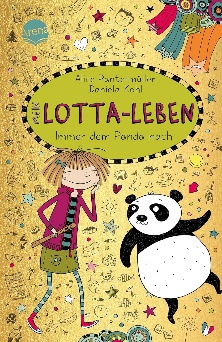 Arena
Alice Pantermüller
Daniela Kohl
mein
LOTTA-LEBEN
Immer dem Panda nach